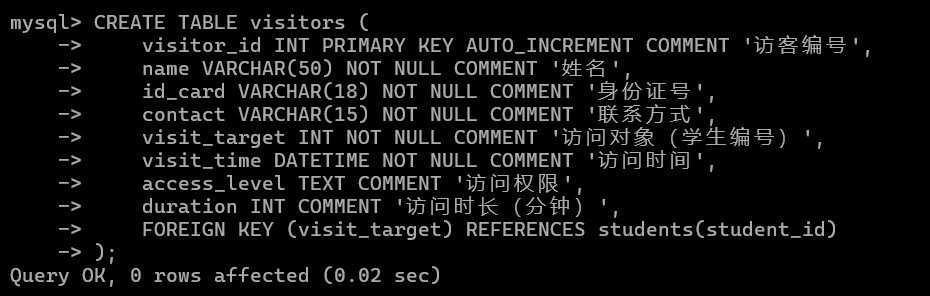 mysql> CREATE TABLE visitors (
    ->     visitor_id INT PRIMARY KEY AUTO_INCREMENT COMMENT '访客编号',
    ->     name VARCHAR(50) NOT NULL COMMENT '姓名',
    ->     id_card VARCHAR(18) NOT NULL COMMENT '身份证号',
    ->     contact VARCHAR(15) NOT NULL COMMENT '联系方式',
    ->     visit_target INT NOT NULL COMMENT '访问对象（学生编号）',
    ->     visit_time DATETIME NOT NULL COMMENT '访问时间',
    ->     access_level TEXT COMMENT '访问权限',
    ->     duration INT COMMENT '访问时长（分钟）',
    ->     FOREIGN KEY (visit_target) REFERENCES students(student_id)
    -> );
Query OK, 0 rows affected (0.02 sec)